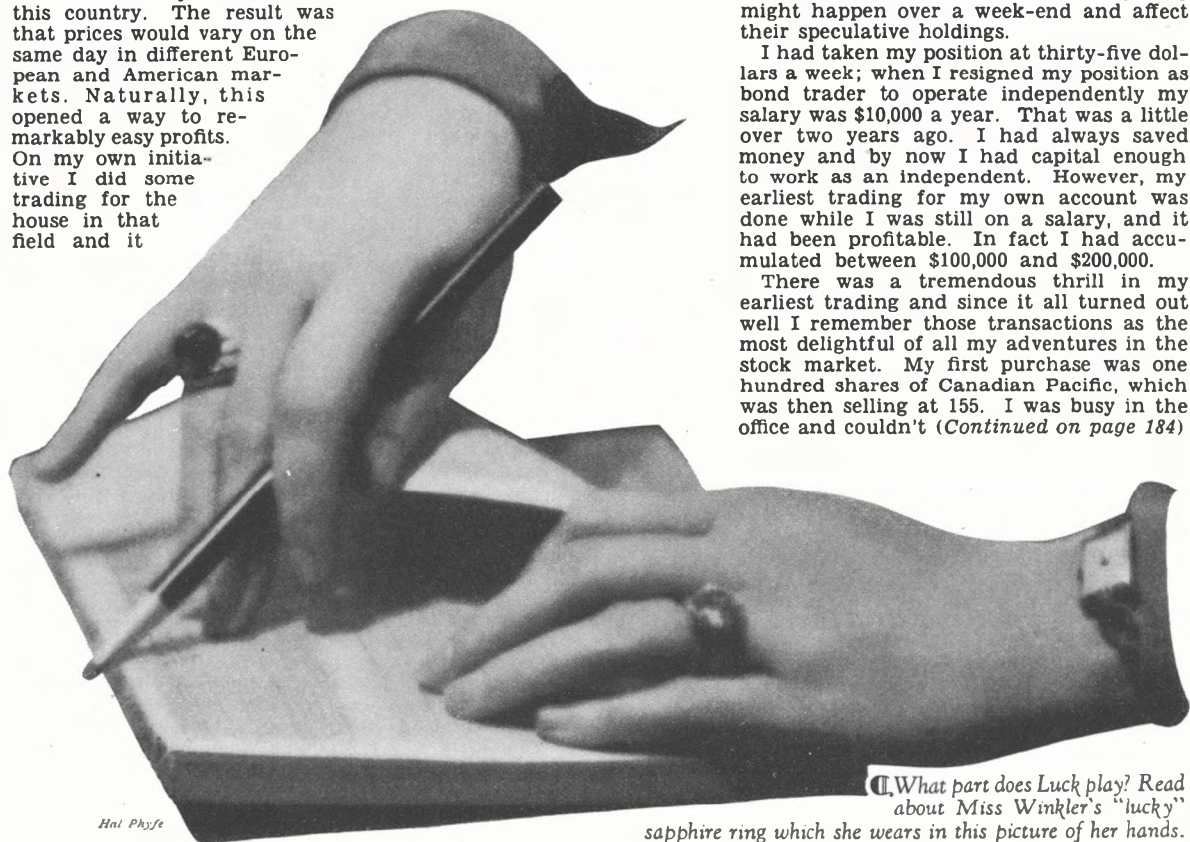 this country. The result was
that prices would vary on the
same day in different Euro-
pean and American mar-
kets. Naturally, this
opened a way to re-
markably easy profits.
On my own initia-
tive I did some
trading for the
house in that
field and it
might happen over a week-end and affect
their speculative holdings.
I had taken my position at thirty-five dol-
lars a week; when I resigned my position as
bond trader to operate independently my
salary was $10,000 a year. That was a little
over two years ago. I had always saved
money and by now I had capital enough
to work as an independent. However, my
earliest trading for my own account was
done while I was still on a salary, and it
had been profitable. In fact I had accu-
mulated between $100,000 and $200,000.
There was a tremendous thrill in my
earliest trading and since it all turned out
well I remember those transactions as the
most delightful of all my adventures in the
stock market. My first purchase was one
hundred shares of Canadian Pacific, which
was then selling at 155. I was busy in the
office and couldn't (Continued on page 184)
¶What part does Luck play? Read
about Miss Winkler's "lucky"
sapphire ring which she wears in this picture of her hands.
Hal Phyfe